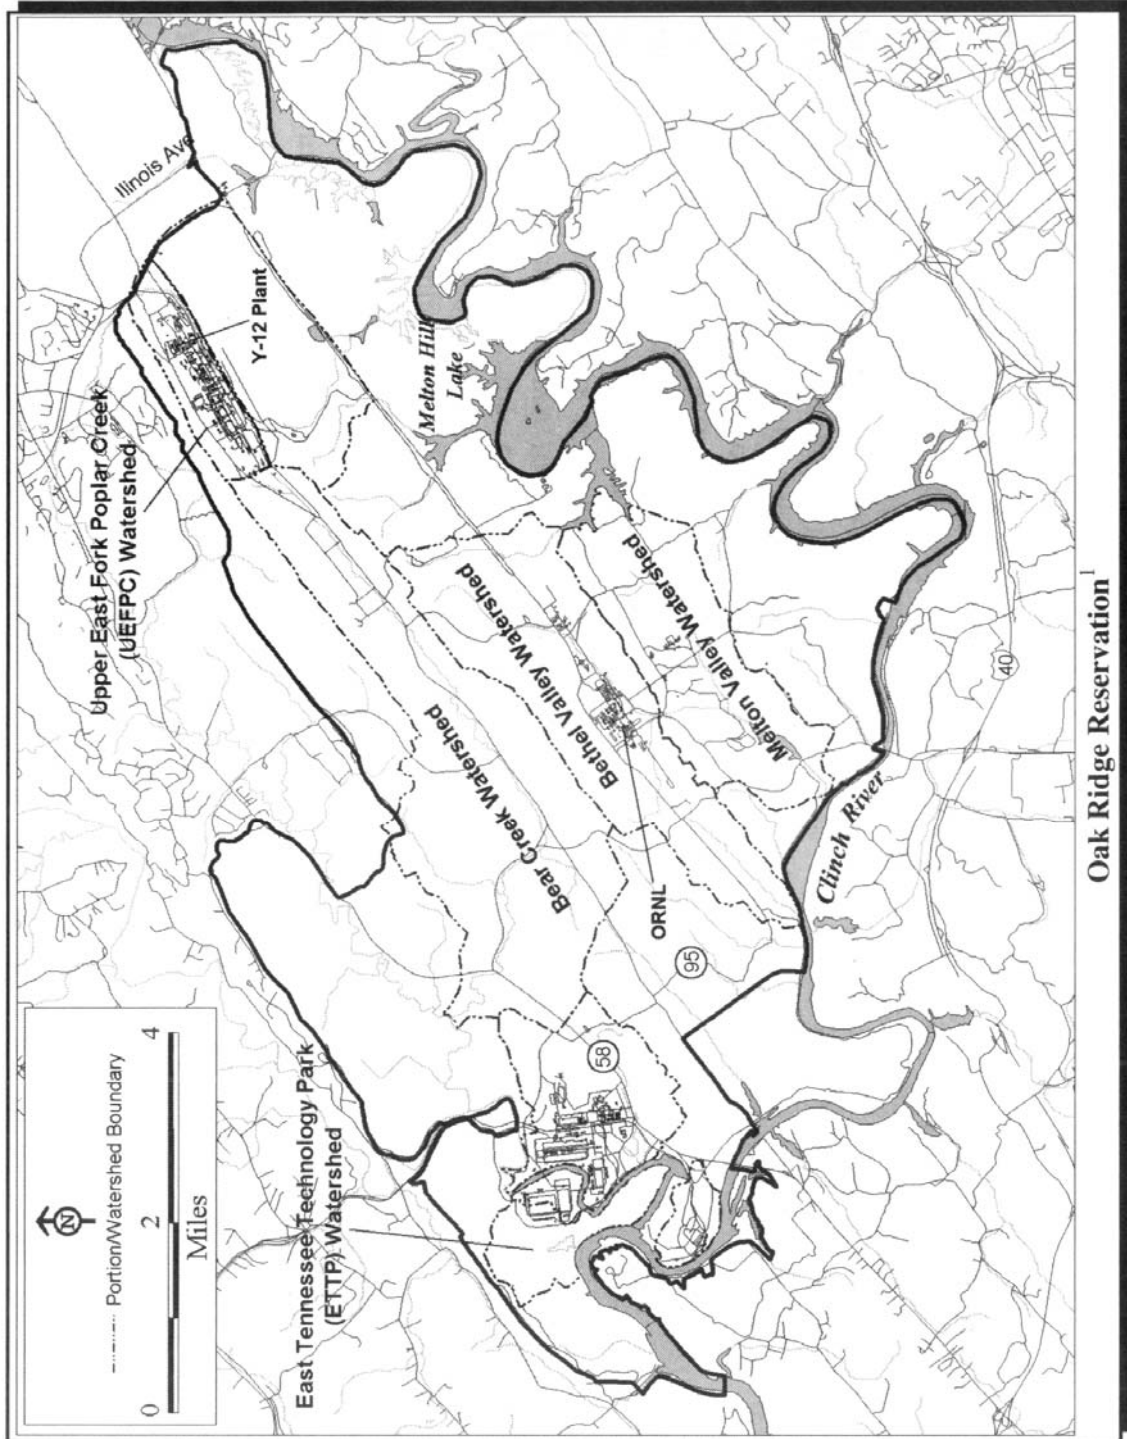 N
Portion/Watershed Boundary
0 2 4
Miles
Upper East Fork Poplar Creek
(UEFPC) Watershed
Illinois Ave
Y-12 Plant
East Tennessee Technology Park
(ETTP) Watershed
Bear Creek Watershed
Bethel Valley Watershed
Melton Valley Watershed
Melton Hill
Lake
58
95
ORNL
Clinch River
40
Oak Ridge Reservation1